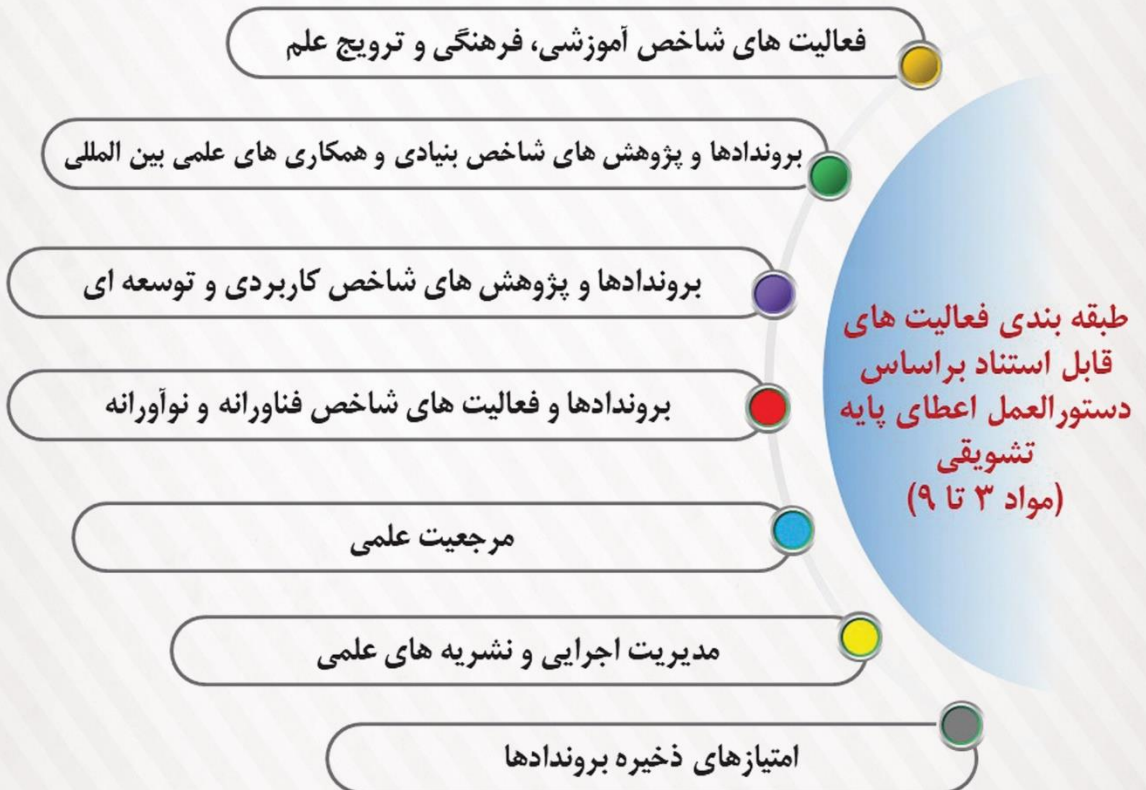 طبقه بندی فعالیت های
قابل استناد براساس
دستورالعمل اعطای پایه
تشویقی
(مواد ۳ تا ۹)
فعالیت های شاخص آموزشی، فرهنگی و ترویج علم
بروندادها و پژوهش های شاخص بنیادی و همکاری های علمی بین المللی
بروندادها و پژوهش های شاخص کاربردی و توسعه ای
بروندادها و فعالیت های شاخص فناورانه و نوآورانه
مرجعیت علمی
مدیریت اجرایی و نشریه های علمی
امتیازهای ذخیره بروندادها